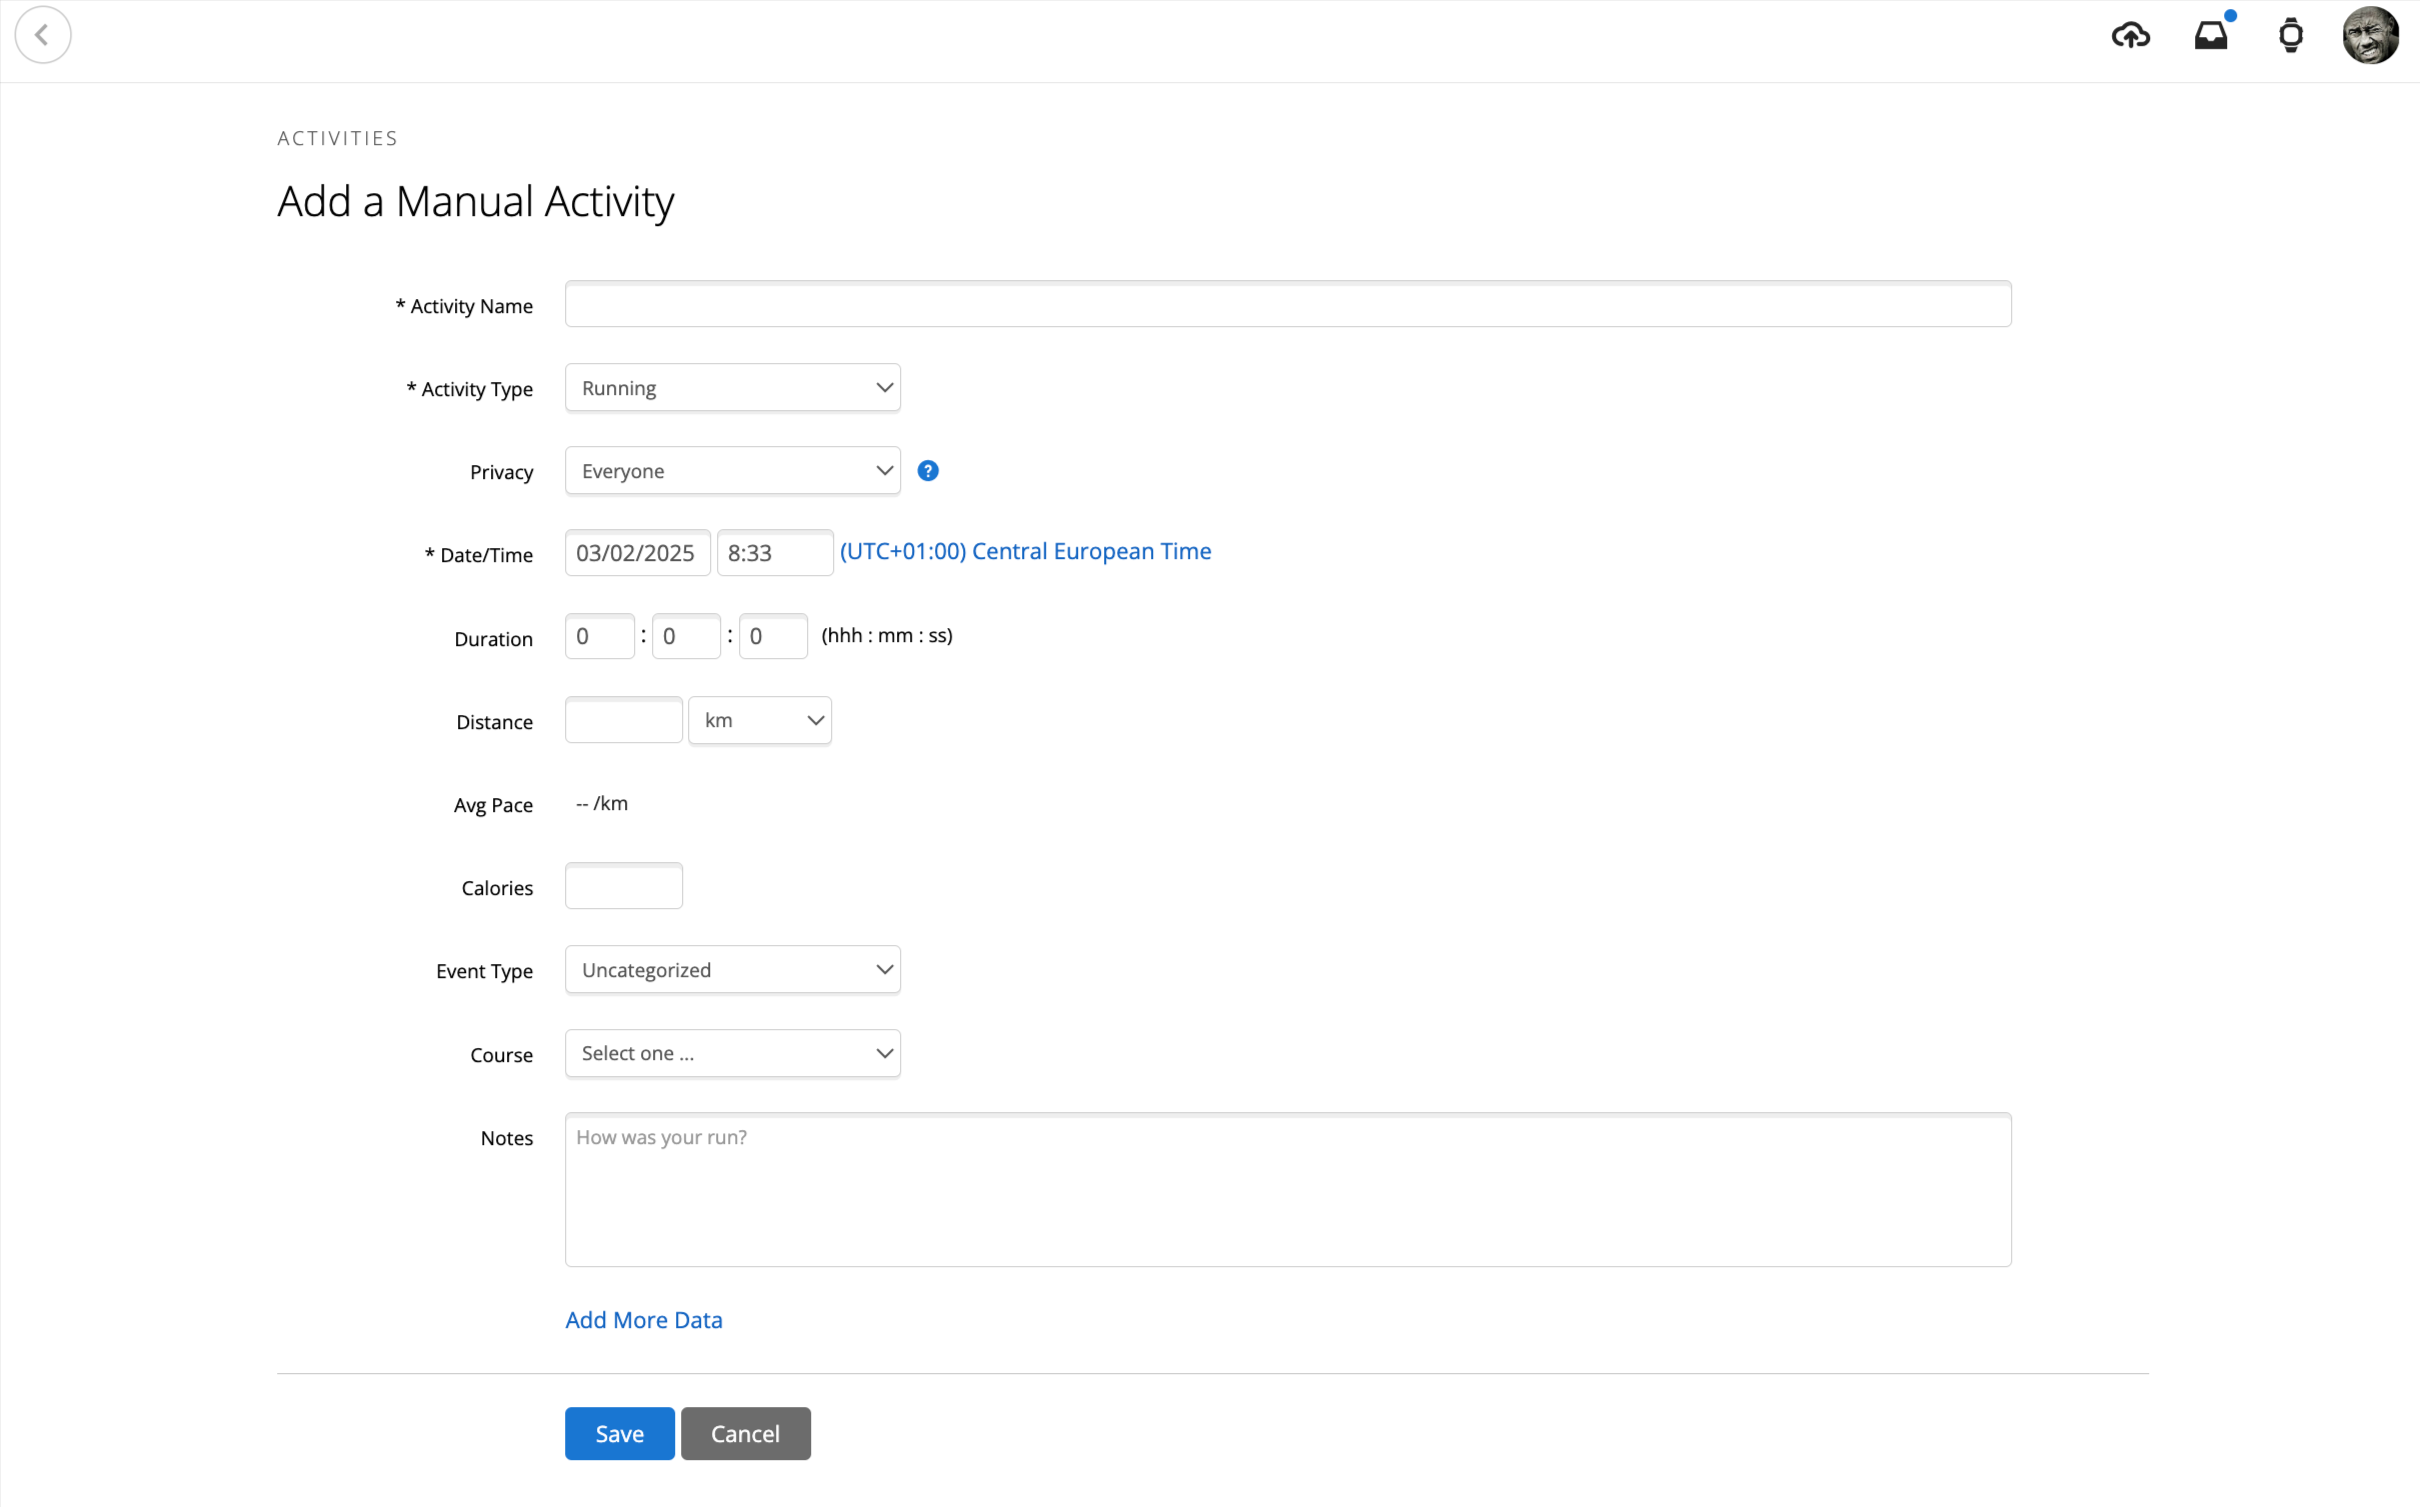 ACTIVITIES
Add a Manual Activity
* Activity Name
* Activity Type Running
Privacy Everyone ?
* Date/Time 03/02/2025 8:33 (UTC+01:00) Central European Time
Duration 0 : 0 : 0 (hhh : mm : ss)
Distance km
Avg Pace -- /km
Calories
Event Type Uncategorized
Course Select one ...
Notes How was your run?
Add More Data
Save Cancel